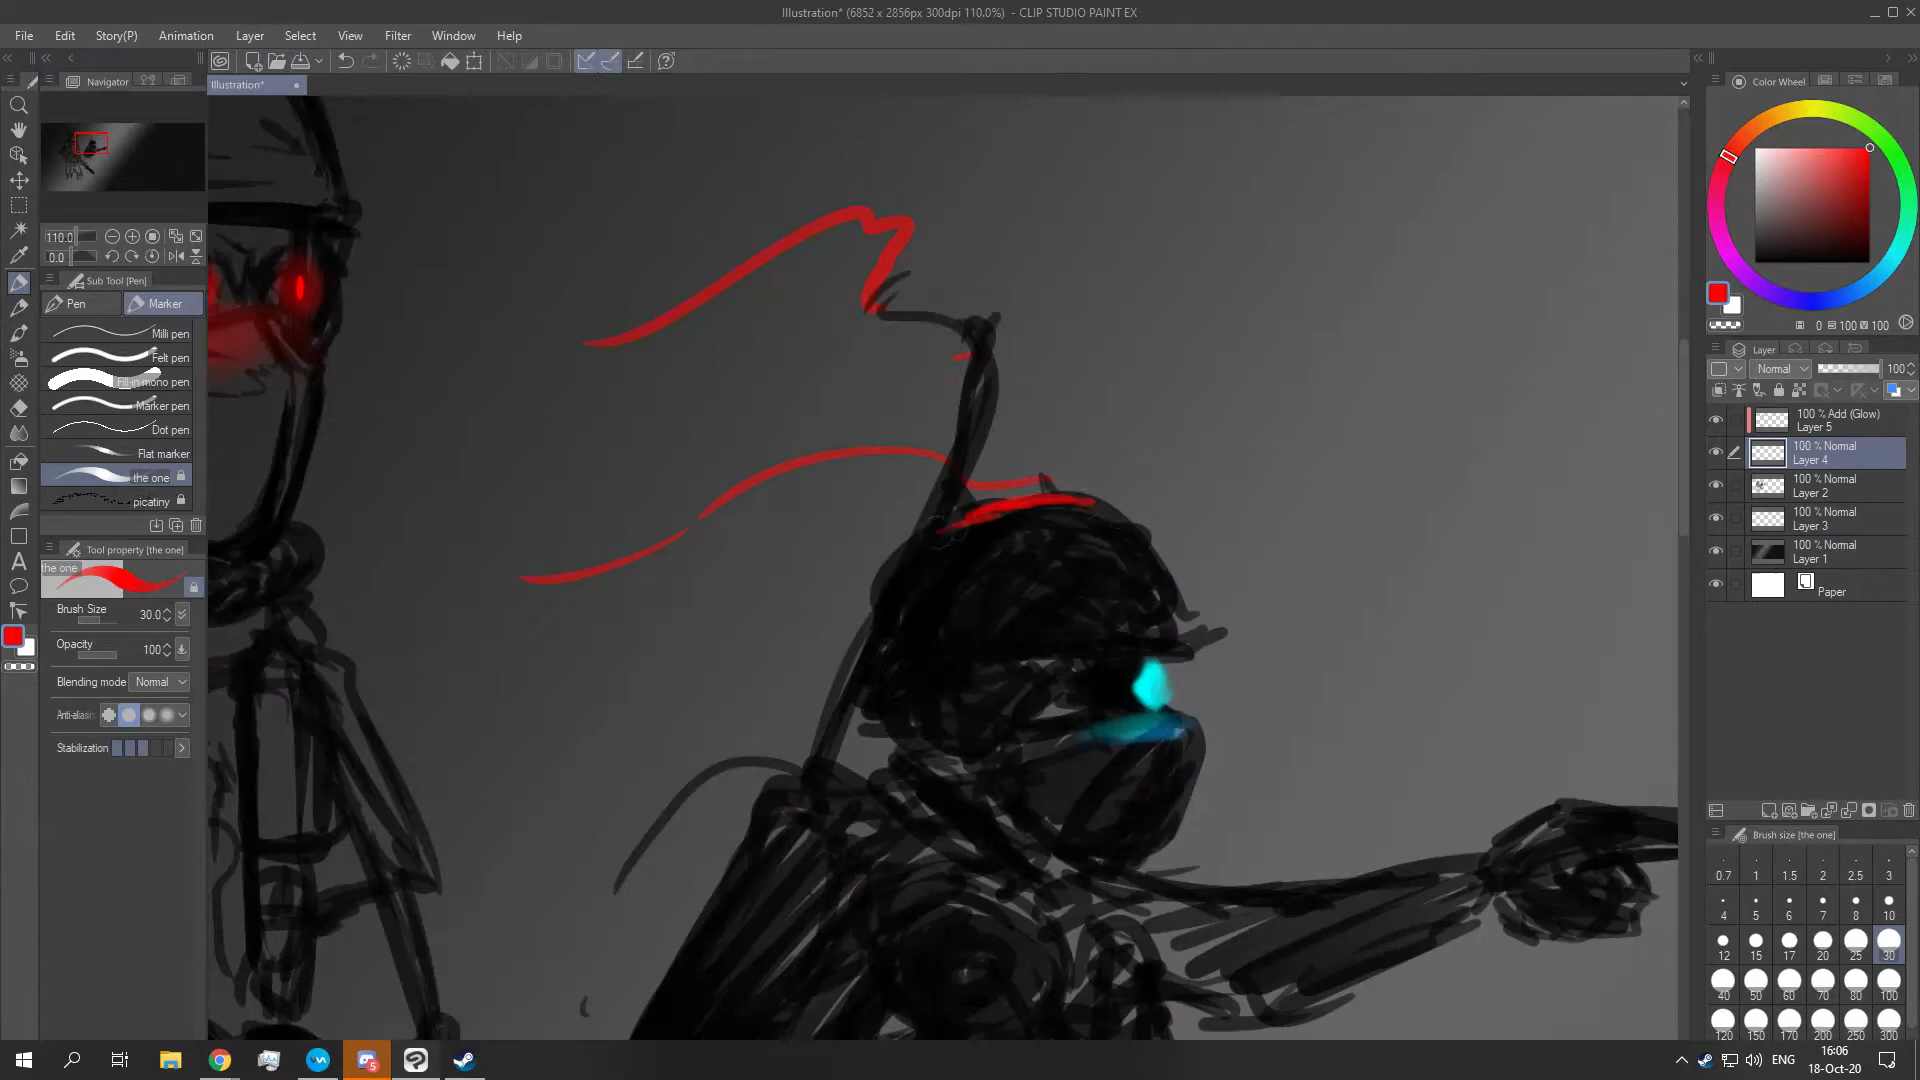 Illustration* (6852 x 2856px 300dpi 110.0%) - CLIP STUDIO PAINT EX
File Edit Story(P) Animation Layer Select View Filter Window Help
Navigator
Illustration*
Color Wheel
110.0
0.0
Sub Tool [Pen]
Pen Marker
Milli pen
Felt pen
Fill-in mono pen
Marker pen
Dot pen
Flat marker
the one
picatiny
Tool property [the one]
the one
Brush Size 30.0
Opacity 100
Blending mode Normal
Anti-aliasin
Stabilization
0 100 V 100
Layer
Normal 100
100 % Add (Glow)
Layer 5
100 % Normal
Layer 4
100 % Normal
Layer 2
100 % Normal
Layer 3
100 % Normal
Layer 1
Paper
Brush size [the one]
0.7 1 1.5 2 2.5 3
4 5 6 7 8 10
12 15 17 20 25 30
40 50 60 70 80 100
120 150 170 200 250 300
A
5
ENG
16:06
18-Oct-20